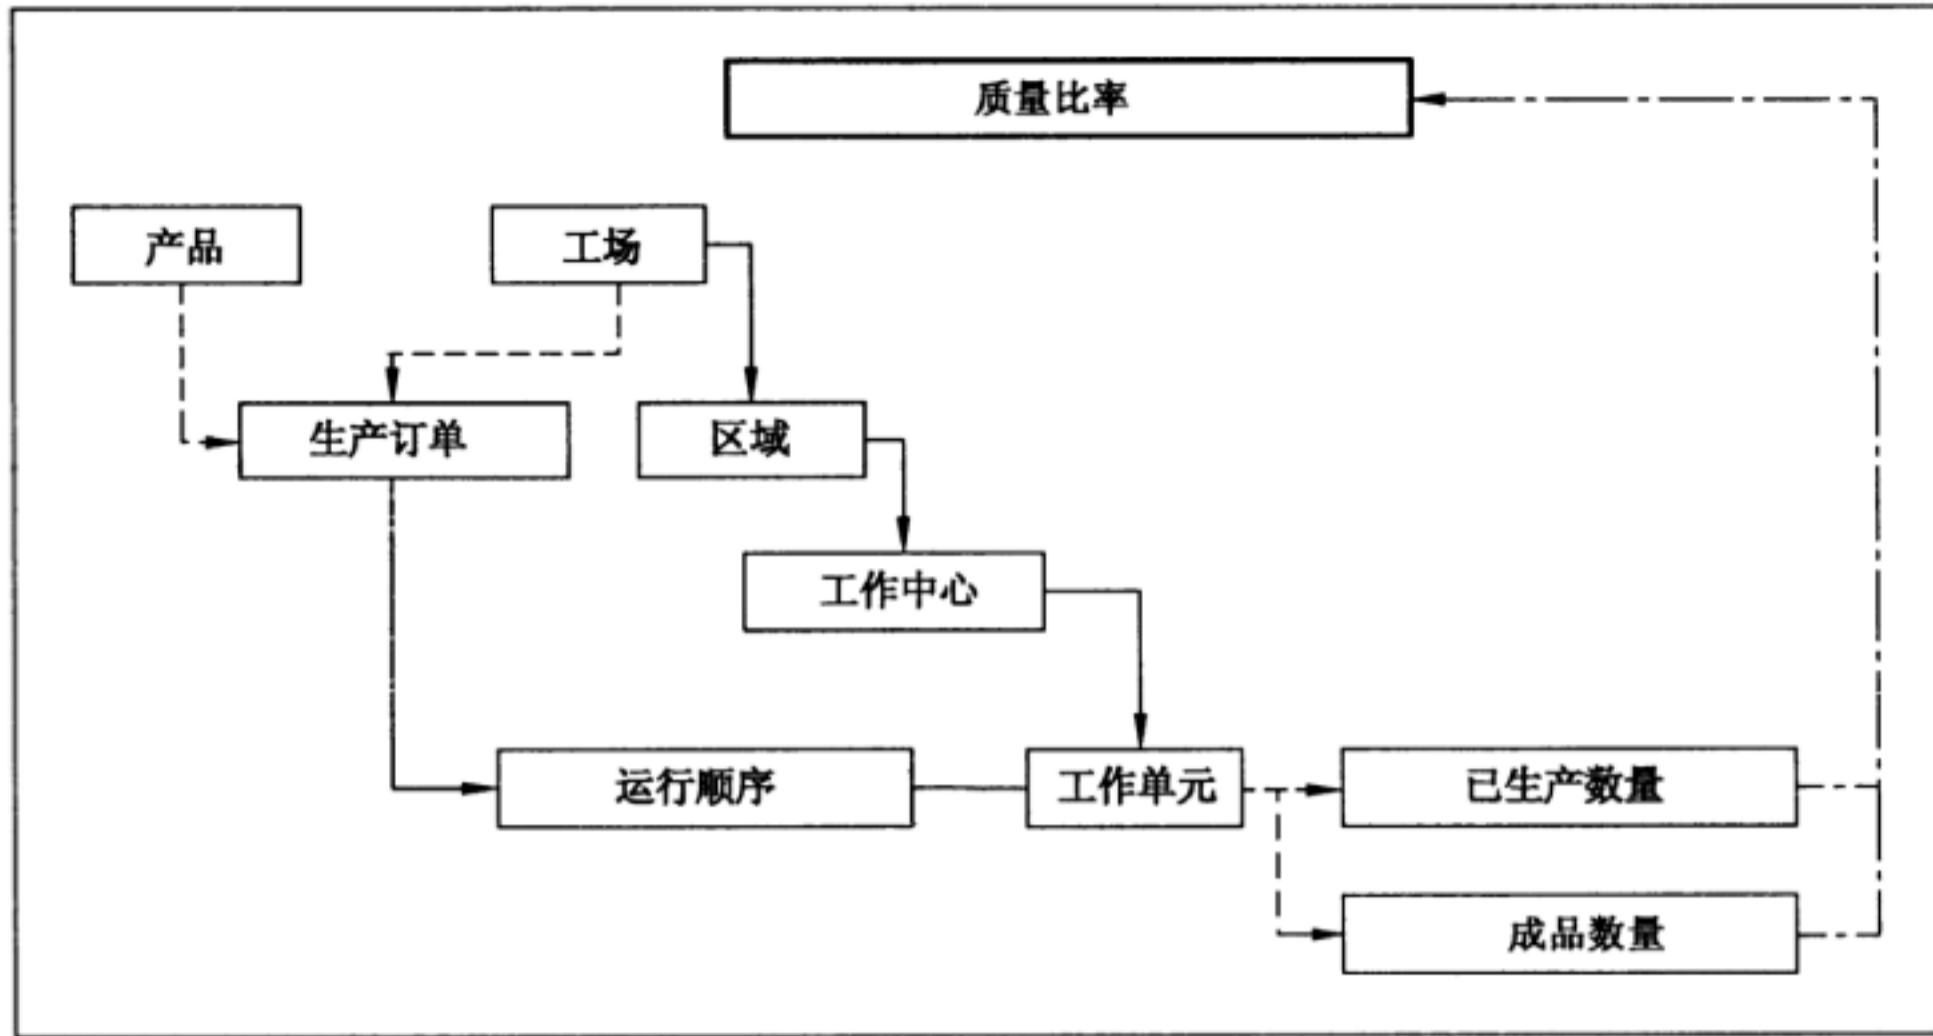 质量比率
产品
工场
生产订单
区域
工作中心
运行顺序
工作单元
已生产数量
成品数量